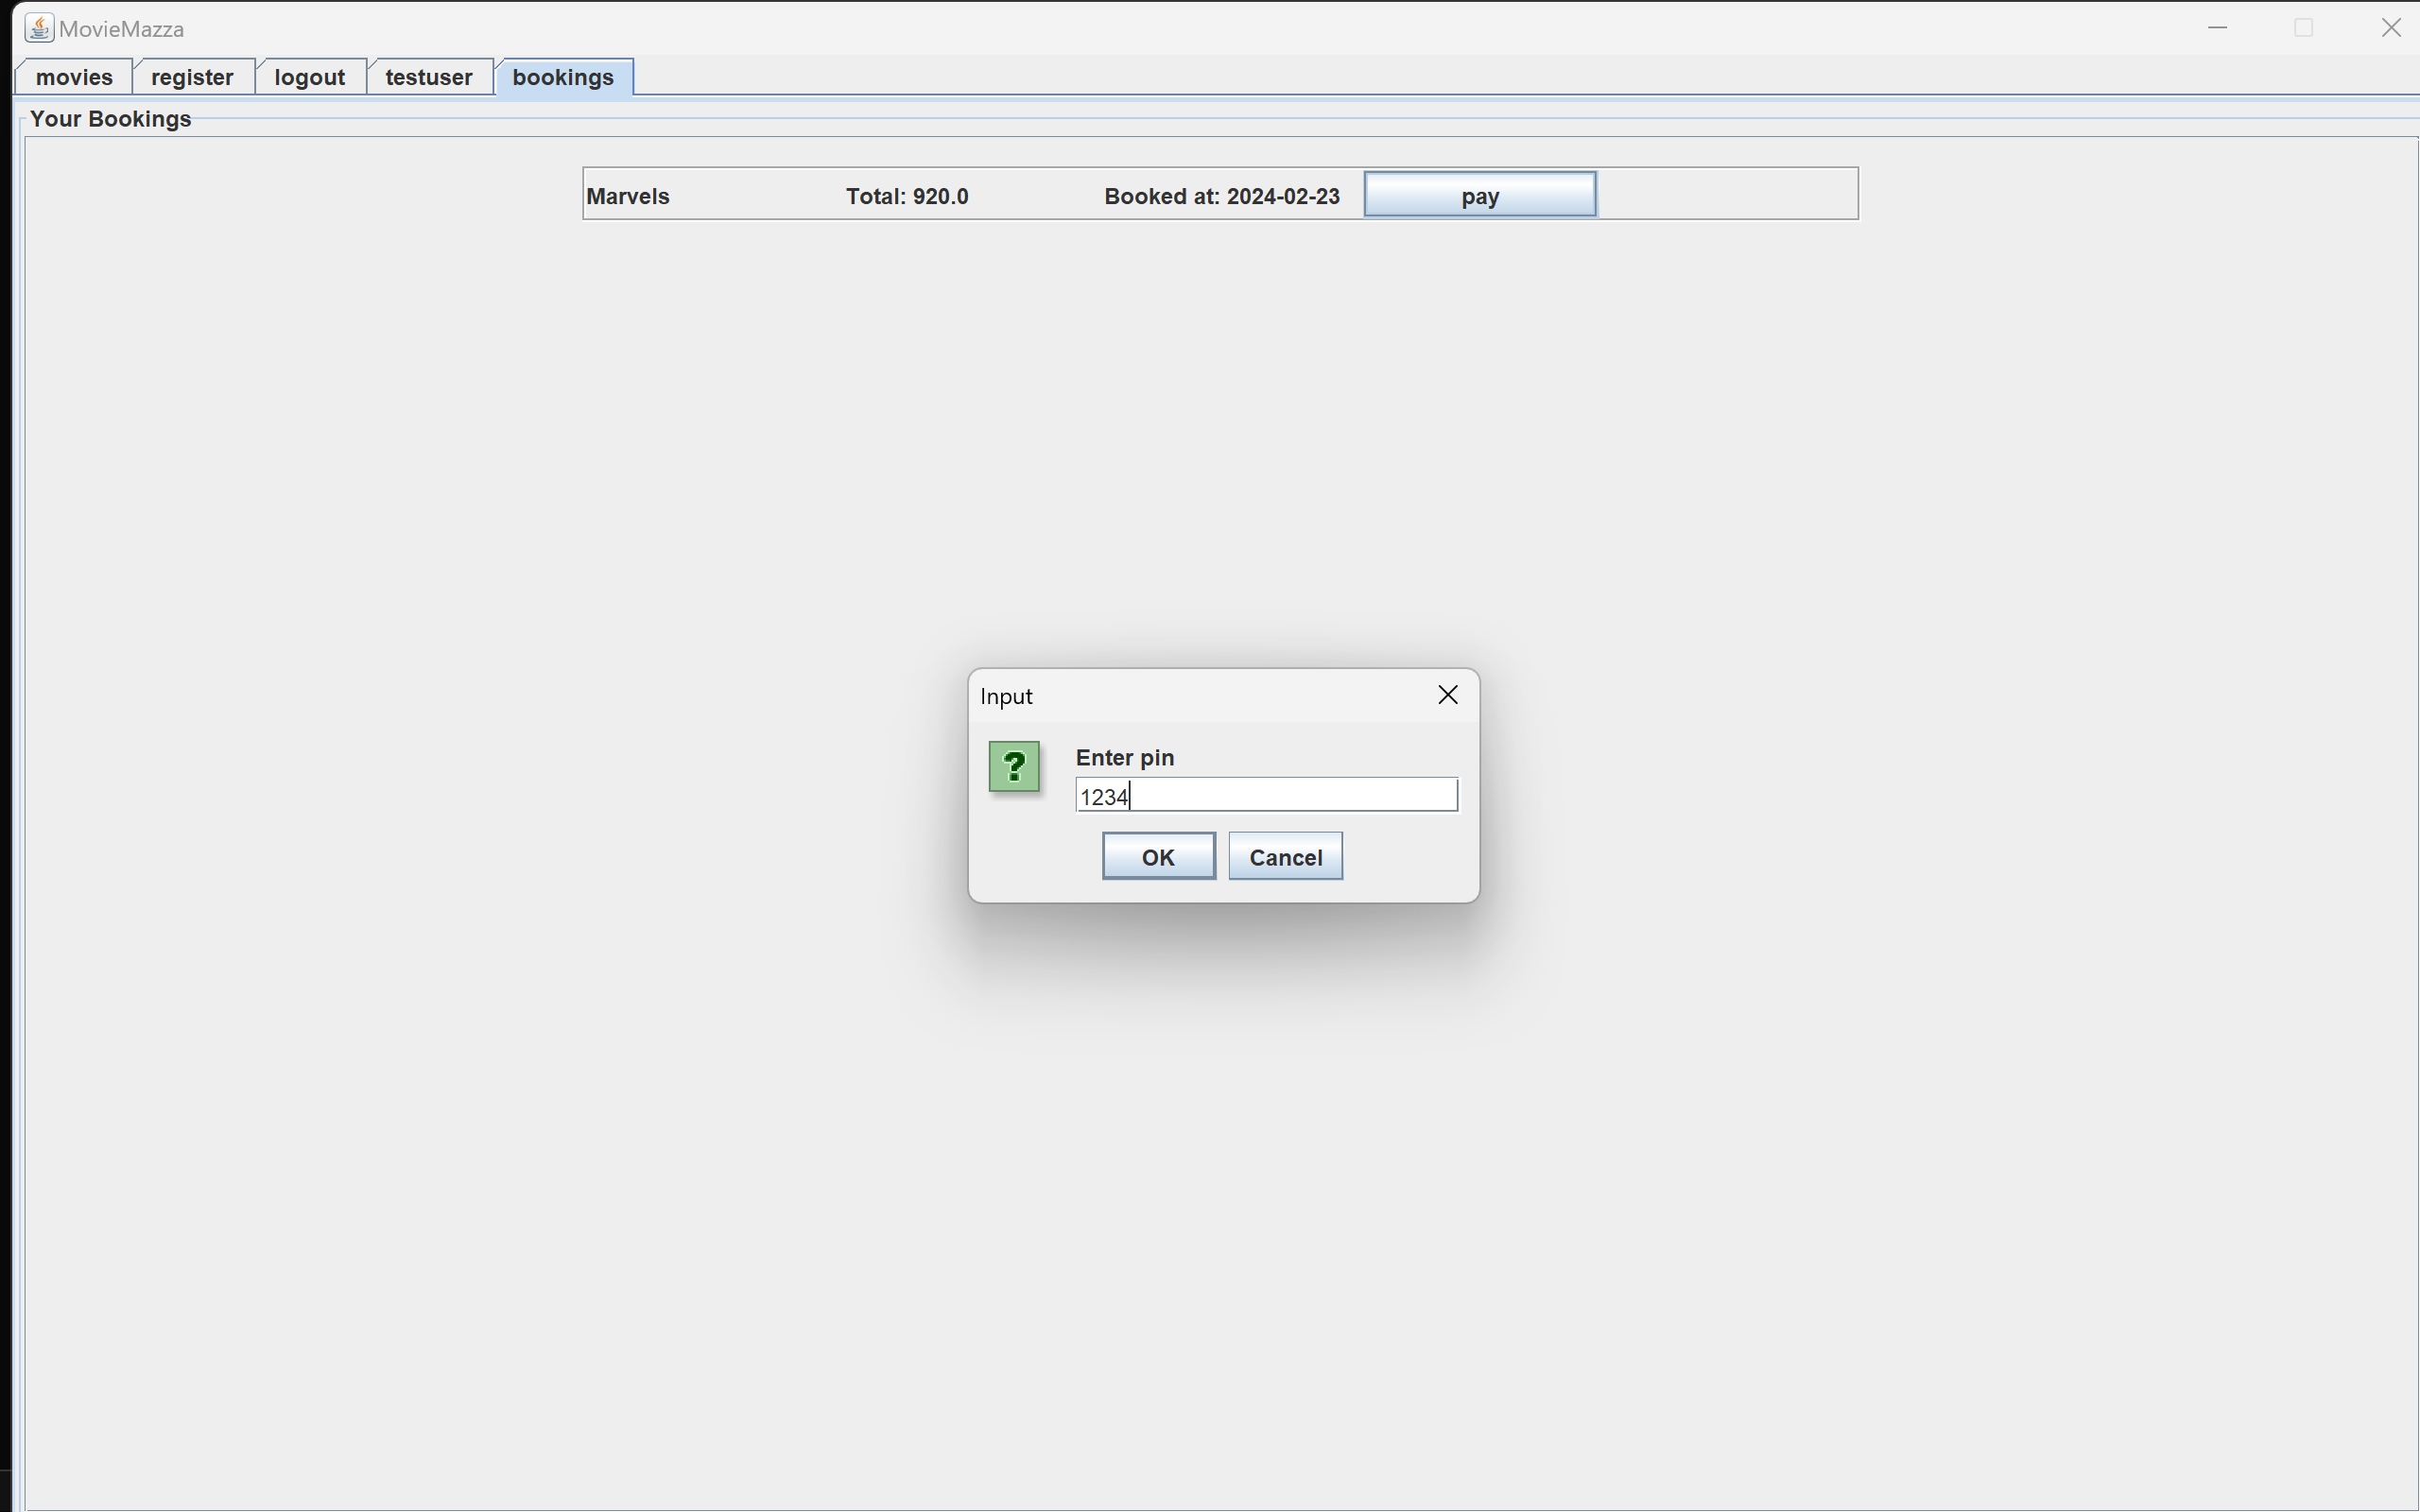 MovieMazza
movies register logout testuser bookings
Your Bookings
Marvels Total: 920.0 Booked at: 2024-02-23 pay
Input
?
Enter pin
1234
OK Cancel